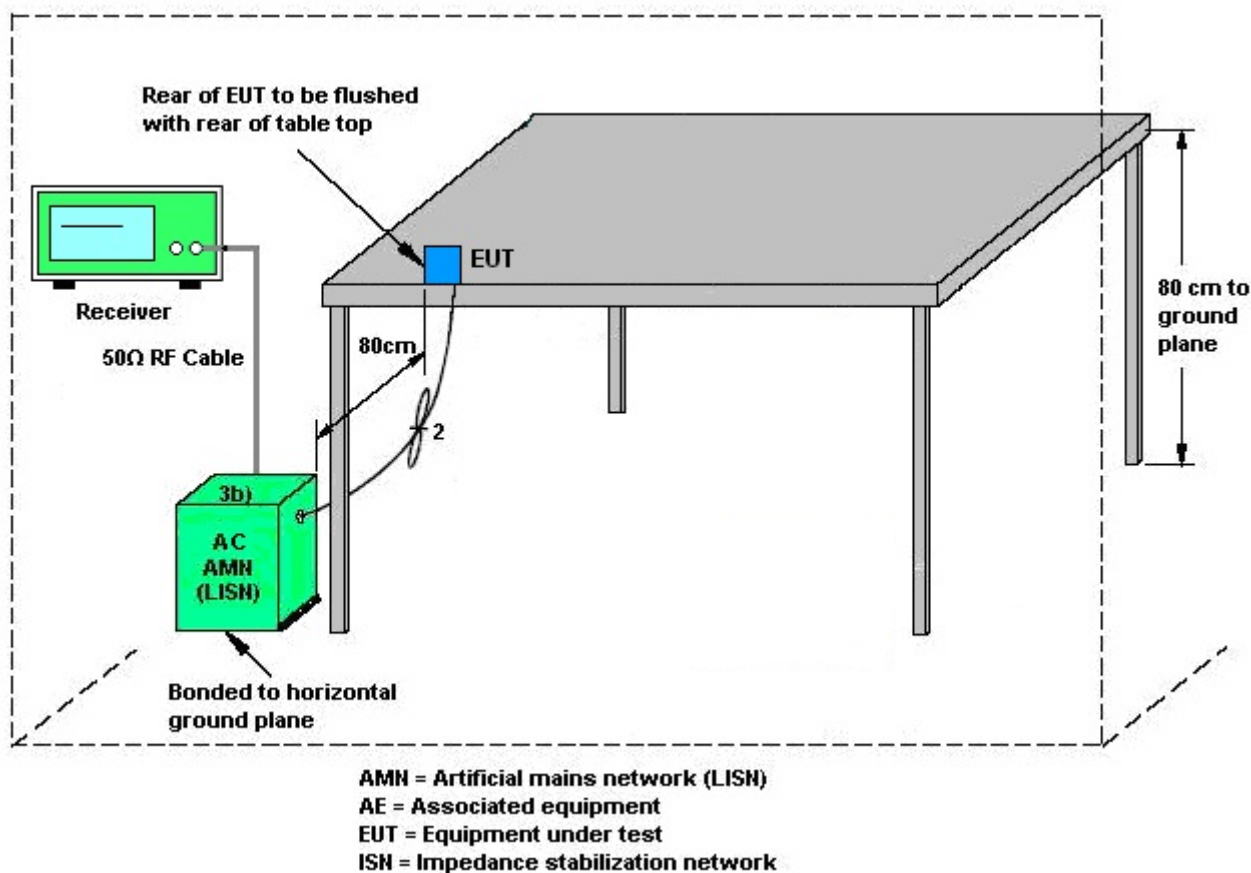 Rear of EUT to be flushed
with rear of table top
EUT
Receiver
80cm
50Ω RF Cable
80 cm to
ground
plane
2
3b)
AC
AMN
(LISN)
Bonded to horizontal
ground plane
AMN = Artificial mains network (LISN)
AE = Associated equipment
EUT = Equipment under test
ISN = Impedance stabilization network